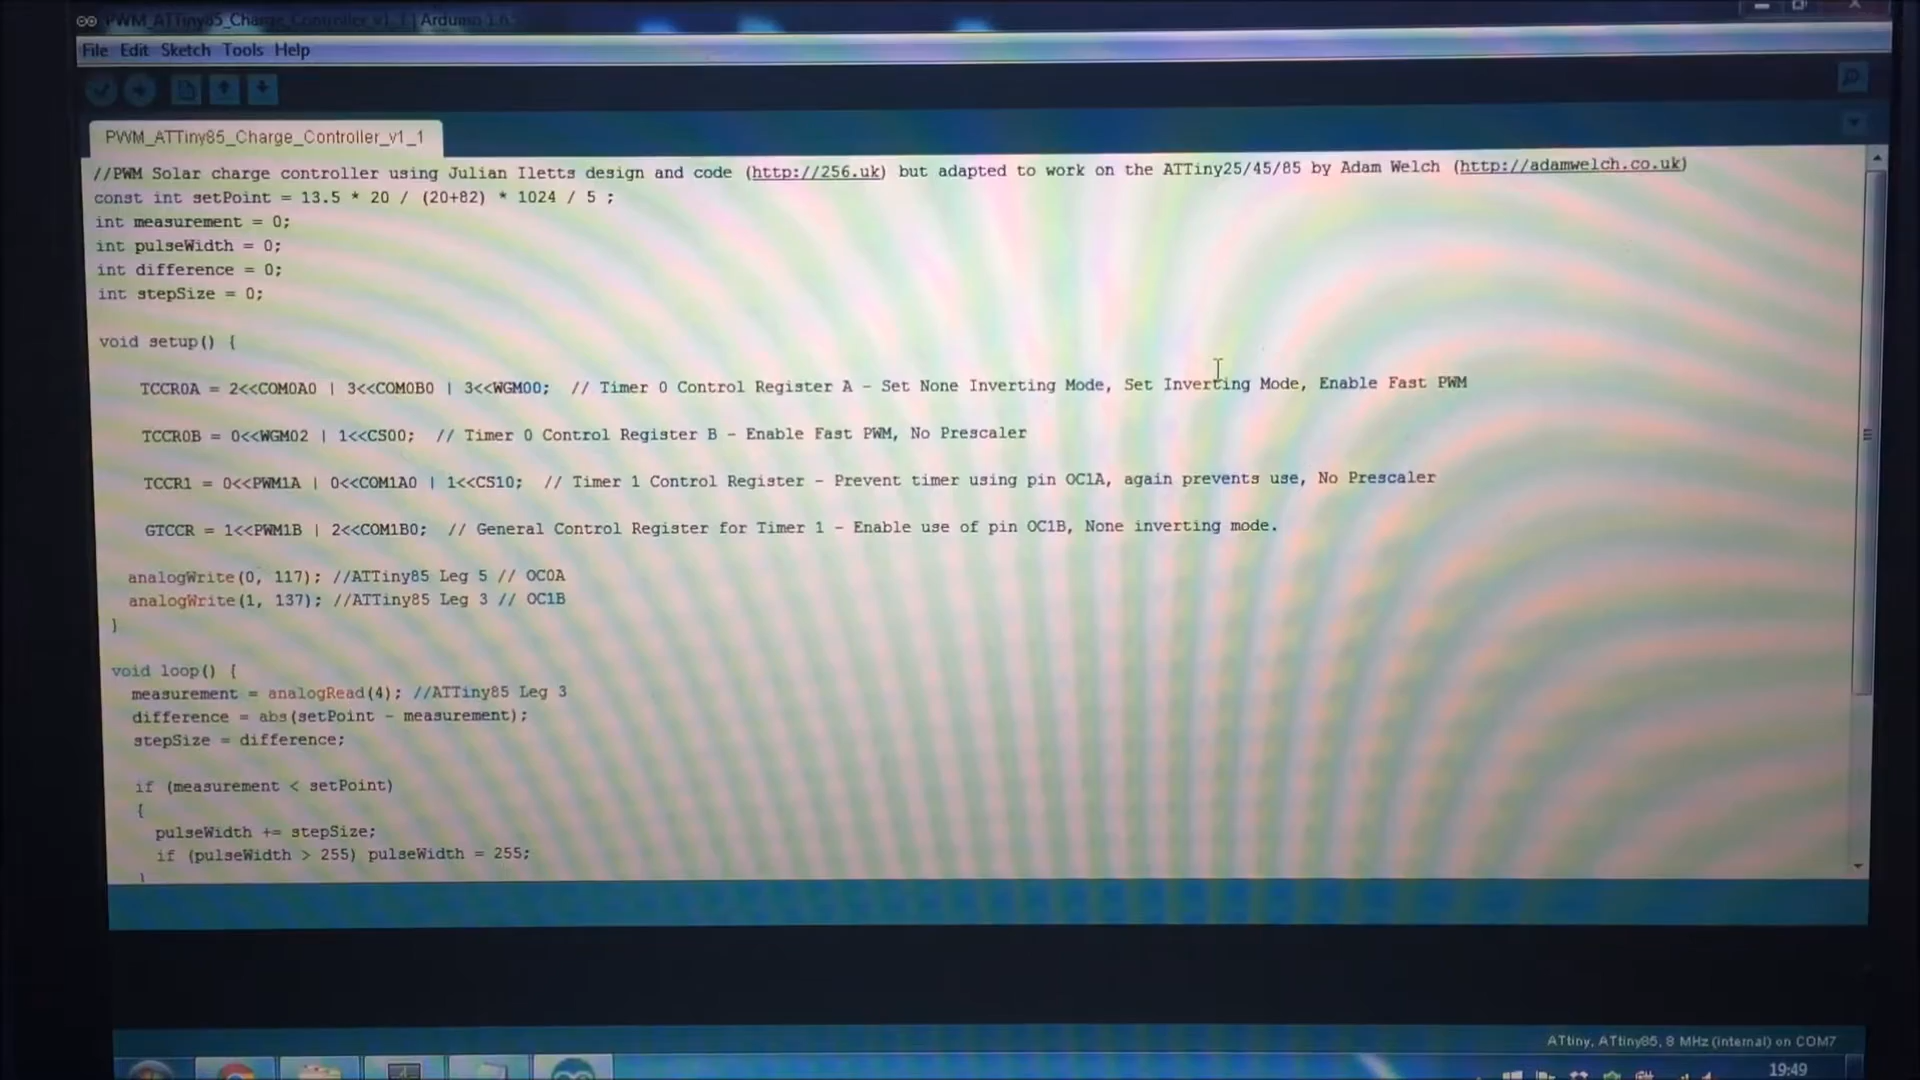 PWM_ATTiny85_Charge_Controller_v1_1 | Arduino 1.6
File Edit Sketch Tools Help
PWM_ATTiny85_Charge_Controller_v1_1
//PWM Solar charge controller using Julian Iletts design and code (http://256.uk) but adapted to work on the ATTiny25/45/85 by Adam Welch (http://adamwelch.co.uk)
const int setPoint = 13.5 * 20 / (20+82) * 1024 / 5 ;
int measurement = 0;
int pulseWidth = 0;
int difference = 0;
int stepSize = 0;
void setup() {
TCCR0A = 2<<COM0A0 | 3<<COM0B0 | 3<<WGM00; // Timer 0 Control Register A - Set None Inverting Mode, Set Inverting Mode, Enable Fast PWM
TCCR0B = 0<<WGM02 | 1<<CS00; // Timer 0 Control Register B - Enable Fast PWM, No Prescaler
TCCR1 = 0<<PWM1A | 0<<COM1A0 | 1<<CS10; // Timer 1 Control Register - Prevent timer using pin OC1A, again prevents use, No Prescaler
GTCCR = 1<<PWM1B | 2<<COM1B0; // General Control Register for Timer 1 - Enable use of pin OC1B, None inverting mode.
analogWrite(0, 117); //ATTiny85 Leg 5 // OC0A
analogWrite(1, 137); //ATTiny85 Leg 3 // OC1B
}
void loop() {
measurement = analogRead(4); //ATTiny85 Leg 3
difference = abs(setPoint - measurement);
stepSize = difference;
if (measurement < setPoint)
{
pulseWidth += stepSize;
if (pulseWidth > 255) pulseWidth = 255;
}
ATtiny, ATtiny85, 8 MHz (internal) on COM7
19:49